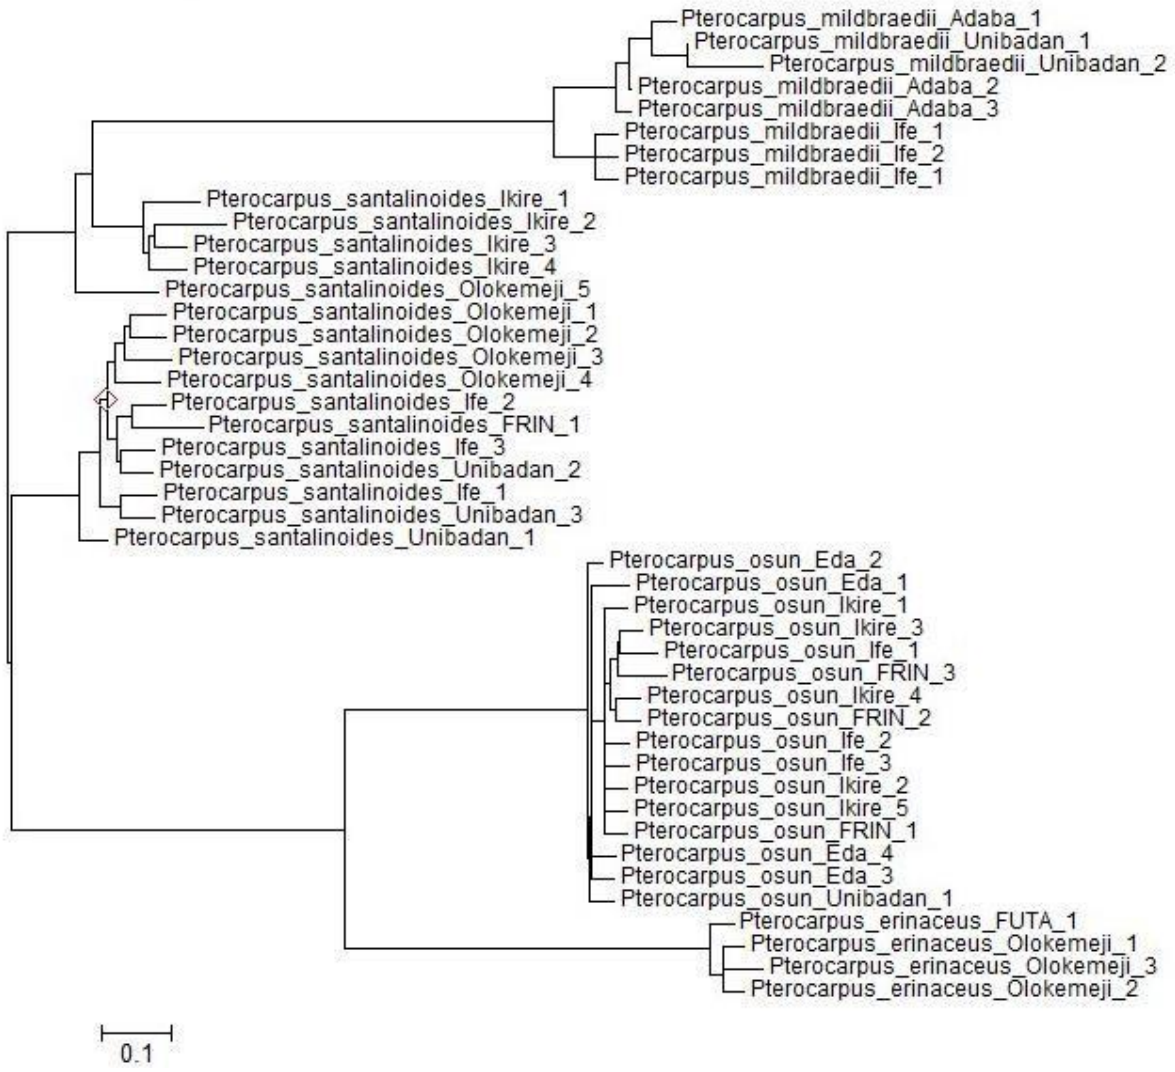 Pterocarpus_mildbraedii_Adaba_1
Pterocarpus_mildbraedii_Unibadan_1
Pterocarpus_mildbraedii_Unibadan_2
Pterocarpus_mildbraedii_Adaba_2
Pterocarpus_mildbraedii_Adaba_3
Pterocarpus_mildbraedii_Ife_1
Pterocarpus_mildbraedii_Ife_2
Pterocarpus_mildbraedii_Ife_1
Pterocarpus_santalinoides_Ikire_1
Pterocarpus_santalinoides_Ikire_2
Pterocarpus_santalinoides_Ikire_3
Pterocarpus_santalinoides_Ikire_4
Pterocarpus_santalinoides_Olokemeji_5
Pterocarpus_santalinoides_Olokemeji_1
Pterocarpus_santalinoides_Olokemeji_2
Pterocarpus_santalinoides_Olokemeji_3
Pterocarpus_santalinoides_Olokemeji_4
Pterocarpus_santalinoides_Ife_2
Pterocarpus_santalinoides_FRIN_1
Pterocarpus_santalinoides_Ife_3
Pterocarpus_santalinoides_Unibadan_2
Pterocarpus_santalinoides_Ife_1
Pterocarpus_santalinoides_Unibadan_3
Pterocarpus_santalinoides_Unibadan_1
Pterocarpus_osun_Eda_2
Pterocarpus_osun_Eda_1
Pterocarpus_osun_Ikire_1
Pterocarpus_osun_Ikire_3
Pterocarpus_osun_Ife_1
Pterocarpus_osun_FRIN_3
Pterocarpus_osun_Ikire_4
Pterocarpus_osun_FRIN_2
Pterocarpus_osun_Ife_2
Pterocarpus_osun_Ife_3
Pterocarpus_osun_Ikire_2
Pterocarpus_osun_Ikire_5
Pterocarpus_osun_FRIN_1
Pterocarpus_osun_Eda_4
Pterocarpus_osun_Eda_3
Pterocarpus_osun_Unibadan_1
Pterocarpus_erinaceus_FUTA_1
Pterocarpus_erinaceus_Olokemeji_1
Pterocarpus_erinaceus_Olokemeji_3
Pterocarpus_erinaceus_Olokemeji_2
0.1